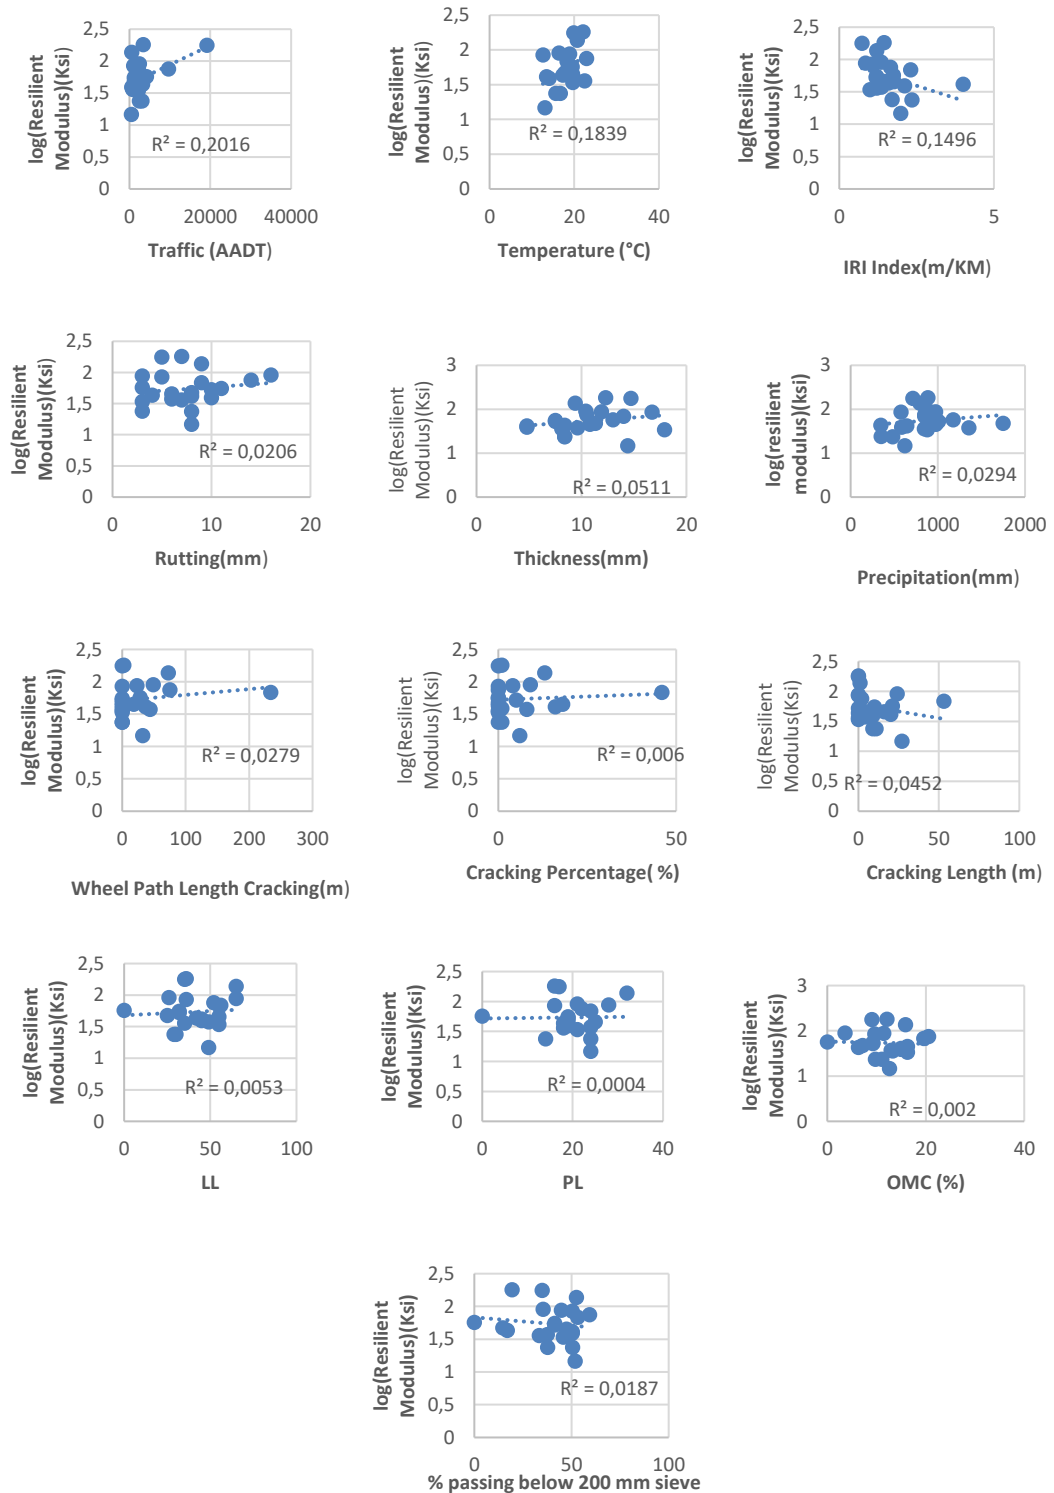 log(Resilient
Modulus)(Ksi)
2,5
2
1,5
1
0,5
0
R² = 0,2016
0 20000 40000
Traffic (AADT)
log(Resilient
Modulus)(Ksi)
2,5
2
1,5
1
0,5
0
R² = 0,1839
0 20 40
Temperature (°C)
log(Resilient
Modulus)(Ksi)
2,5
2
1,5
1
0,5
0
R² = 0,1496
0 5
IRI Index(m/KM)
log(Resilient
Modulus)(Ksi)
2,5
2
1,5
1
0,5
0
R² = 0,0206
0 10 20
Rutting(mm)
log(Resilient
Modulus)(Ksi)
3
2
1
0
R² = 0,0511
0 10 20
Thickness(mm)
log(resilient
modulus)(ksi)
3
2
1
0
R² = 0,0294
0 1000 2000
Precipitation(mm)
log(Resilient
Modulus)(Ksi)
2,5
2
1,5
1
0,5
0
R² = 0,0279
0 100 200 300
Wheel Path Length Cracking(m)
log(Resilient
Modulus)(Ksi)
2,5
2
1,5
1
0,5
0
R² = 0,006
0 50
Cracking Percentage( %)
log(Resilient
Modulus(Ksi)
2,5
2
1,5
1
0,5
0
R² = 0,0452
0 50 100
Cracking Length (m)
log(Resilient
Modulus)(Ksi)
2,5
2
1,5
1
0,5
0
R² = 0,0053
0 50 100
LL
log(Resilient
Modulus)(Ksi)
2,5
2
1,5
1
0,5
0
R² = 0,0004
0 20 40
PL
log(Resilient
Modulus)(Ksi)
3
2
1
0
R² = 0,002
0 20 40
OMC (%)
log(Resilient
Modulus)(Ksi)
2,5
2
1,5
1
0,5
0
R² = 0,0187
0 50 100
% passing below 200 mm sieve